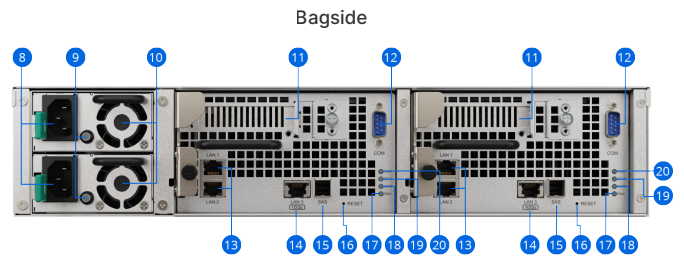 Bagside
8 9 10 11 12 11 12
COM COM
LAN 1 LAN 1
20
19
LAN 2 LAN 3 SAS RESET LAN 2 LAN 3 SAS RESET
10Gb 10Gb
13 14 15 16 17 18 19 20 13 14 15 16 17 18